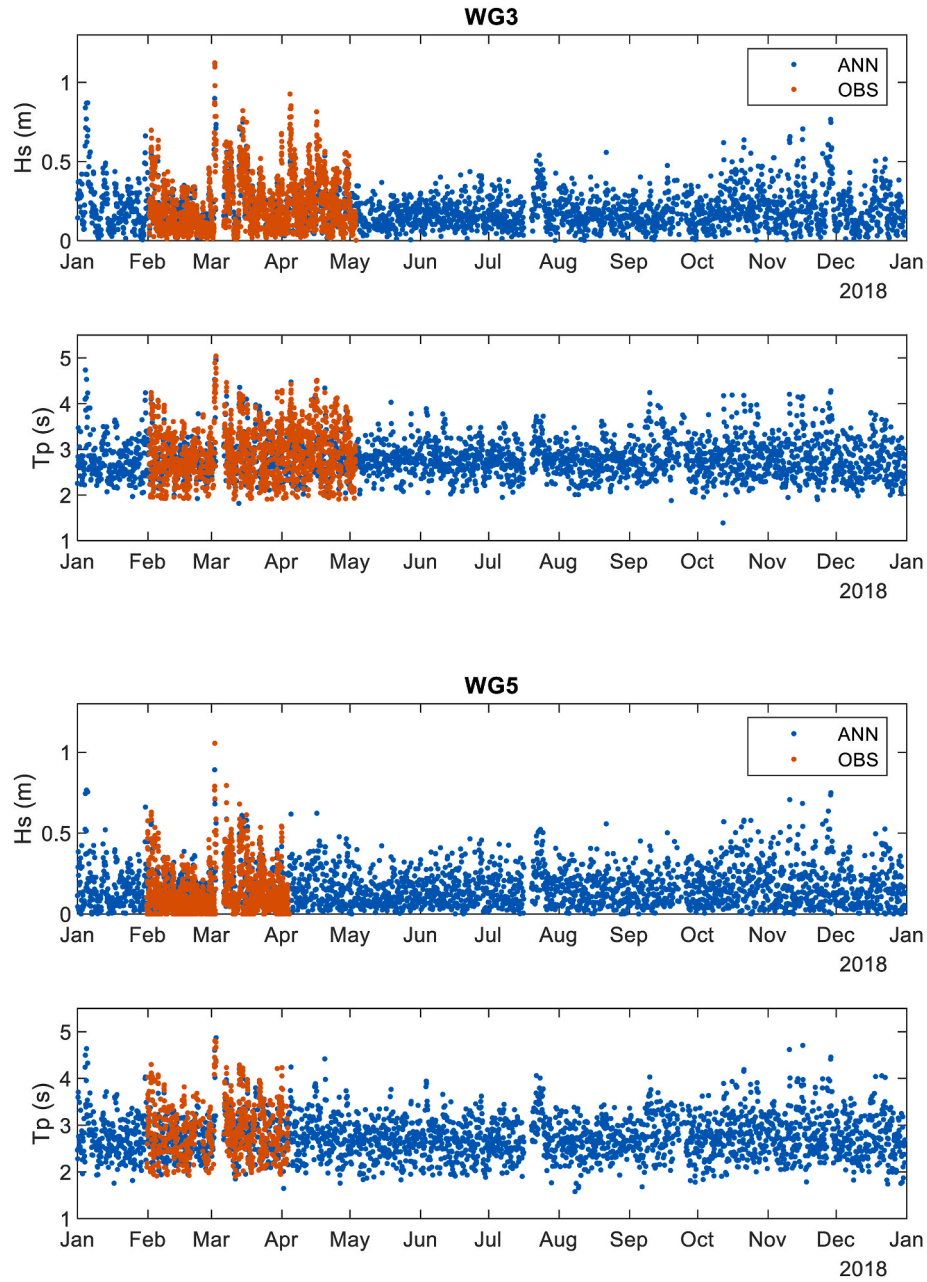 WG3
Hs (m)
1
0.5
0
ANN
OBS
Jan Feb Mar Apr May Jun Jul Aug Sep Oct Nov Dec Jan
2018
Tp (s)
5
4
3
2
1
Jan Feb Mar Apr May Jun Jul Aug Sep Oct Nov Dec Jan
2018
WG5
Hs (m)
1
0.5
0
ANN
OBS
Jan Feb Mar Apr May Jun Jul Aug Sep Oct Nov Dec Jan
2018
Tp (s)
5
4
3
2
1
Jan Feb Mar Apr May Jun Jul Aug Sep Oct Nov Dec Jan
2018